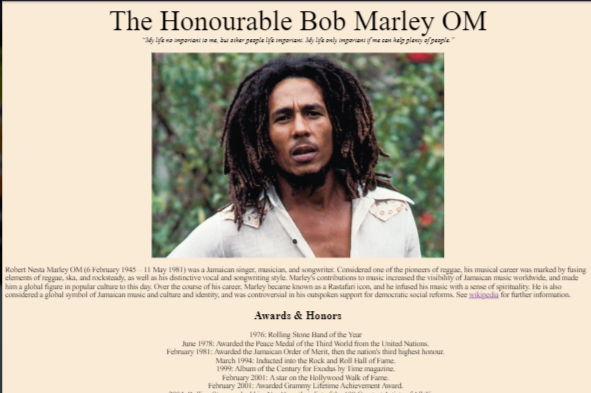 The Honourable Bob Marley OM
"My life no important to me, but other people life important. My life only important if me can help plenty of people."
Robert Nesta Marley OM (6 February 1945 – 11 May 1981) was a Jamaican singer, musician, and songwriter. Considered one of the pioneers of reggae, his musical career was marked by fusing
elements of reggae, ska, and rocksteady, as well as his distinctive vocal and songwriting style. Marley's contributions to music increased the visibility of Jamaican music worldwide, and made
him a global figure in popular culture to this day. Over the course of his career, Marley became known as a Rastafari icon, and he infused his music with a sense of spirituality. He is also
considered a global symbol of Jamaican music and culture and identity, and was controversial in his outspoken support for democratic social reforms. See wikipedia for further information.
Awards & Honors
1976: Rolling Stone Band of the Year
June 1978: Awarded the Peace Medal of the Third World from the United Nations.
February 1981: Awarded the Jamaican Order of Merit, then the nation's third highest honour.
March 1994: Inducted into the Rock and Roll Hall of Fame.
1999: Album of the Century for Exodus by Time magazine.
February 2001: A star on the Hollywood Walk of Fame.
February 2001: Awarded Grammy Lifetime Achievement Award.